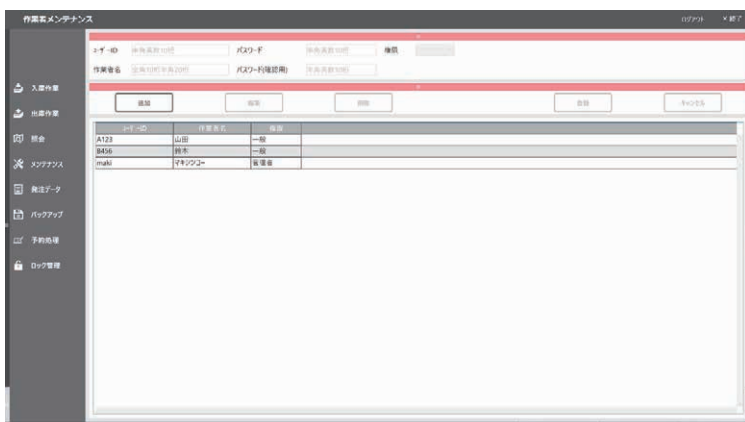 作業者メンテナンス
ログアウト × 終了
ユーザーID 半角英数10桁 パスワード 半角英数10桁 権限
作業者名 全角10桁半角20桁 パスワード(確認用) 半角英数10桁
入庫作業
出庫作業
照会
メンテナンス
発注データ
バックアップ
予約処理
ロック管理
追加 編集 削除 登録 キャンセル
ユーザーID 作業者名 権限
A123 山田 一般
B456 鈴木 一般
maki マキシンコー 管理者